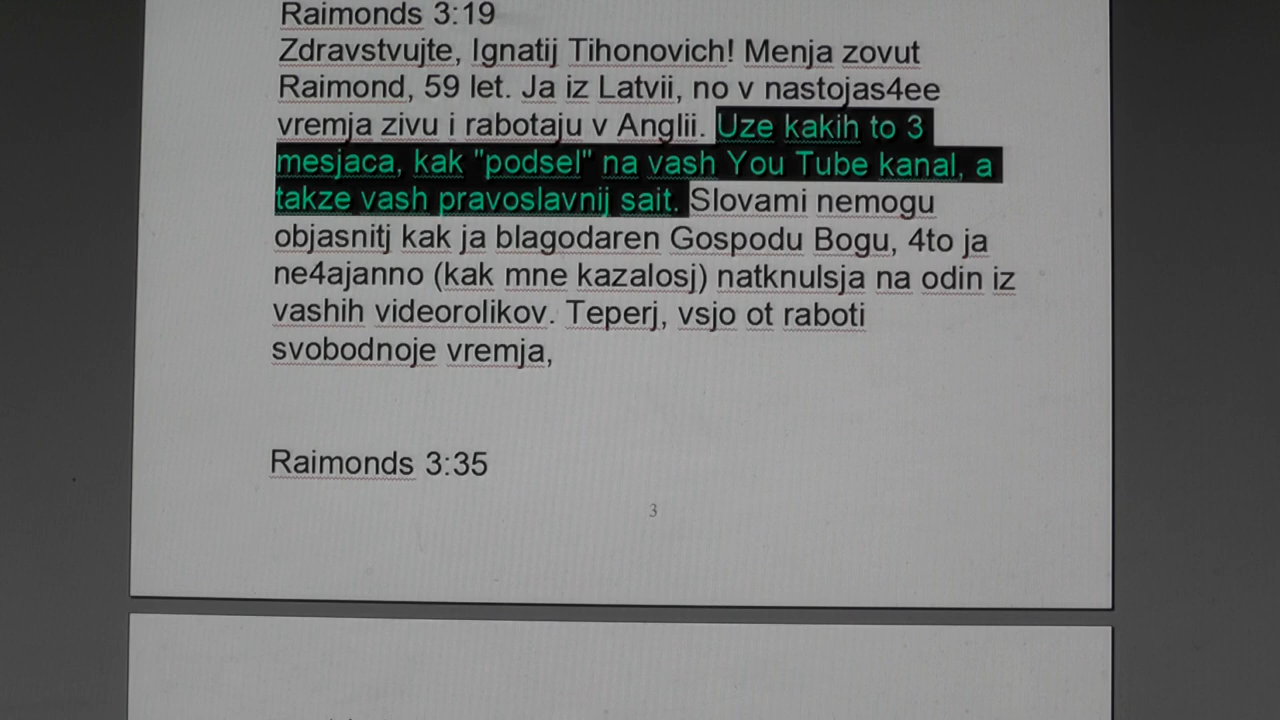 Raimonds 3:19
Zdravstvujte, Ignatij Tihonovich! Menja zovut
Raimond, 59 let. Ja iz Latvii, no v nastojas4ee
vremja zivu i rabotaju v Anglii. Uze kakih to 3
mesjaca, kak "podsel" na vash You Tube kanal, a
takze vash pravoslavnij sait. Slovami nemogu
objasnitj kak ja blagodaren Gospodu Bogu, 4to ja
ne4ajanno (kak mne kazalosj) natknulsja na odin iz
vashih videorolikov. Teperj, vsjo ot raboti
svobodnoje vremja,
Raimonds 3:35
3